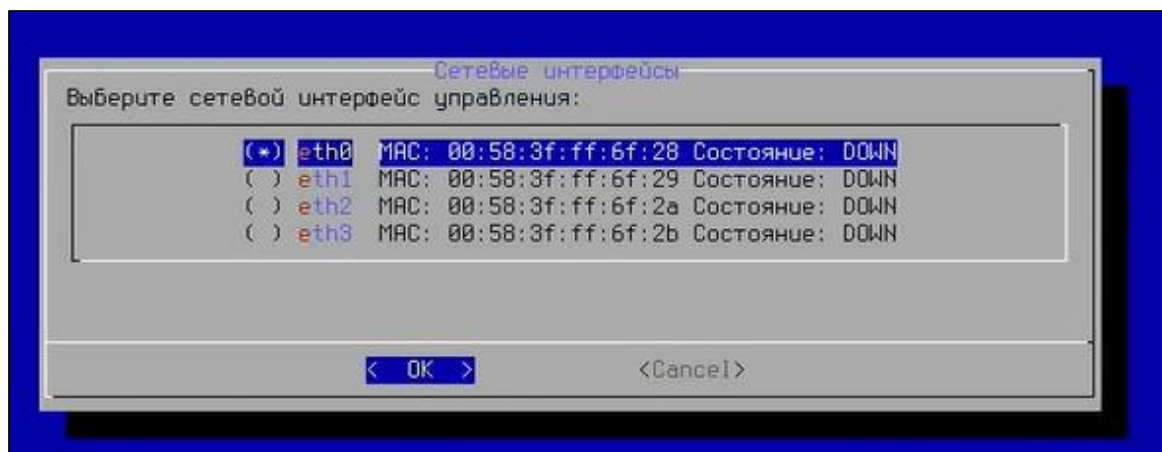 Сетевые интерфейсы
Выберите сетевой интерфейс управления:
(*) eth0 MAC: 00:58:3f:ff:6f:28 Состояние: DOWN
( ) eth1 MAC: 00:58:3f:ff:6f:29 Состояние: DOWN
( ) eth2 MAC: 00:58:3f:ff:6f:2a Состояние: DOWN
( ) eth3 MAC: 00:58:3f:ff:6f:2b Состояние: DOWN
< OK > <Cancel>